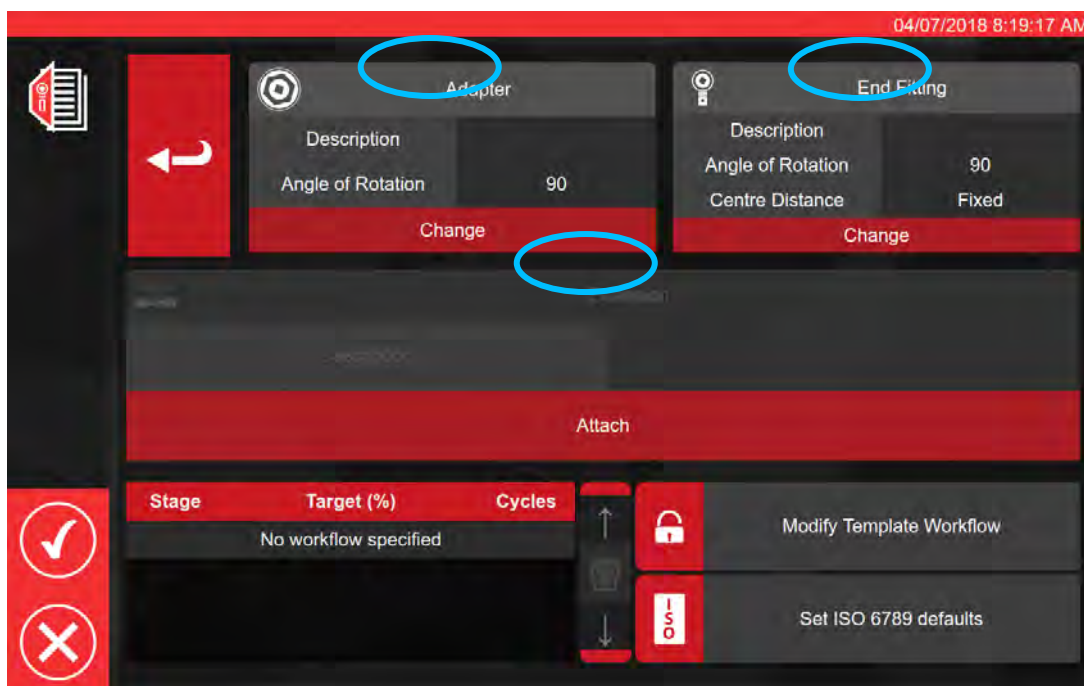 04/07/2018 8:19:17 AM
Adapter
Description
Angle of Rotation 90
Change
End Fitting
Description
Angle of Rotation 90
Centre Distance Fixed
Change
Attach
Stage Target (%) Cycles
No workflow specified
Modify Template Workflow
ISO
Set ISO 6789 defaults